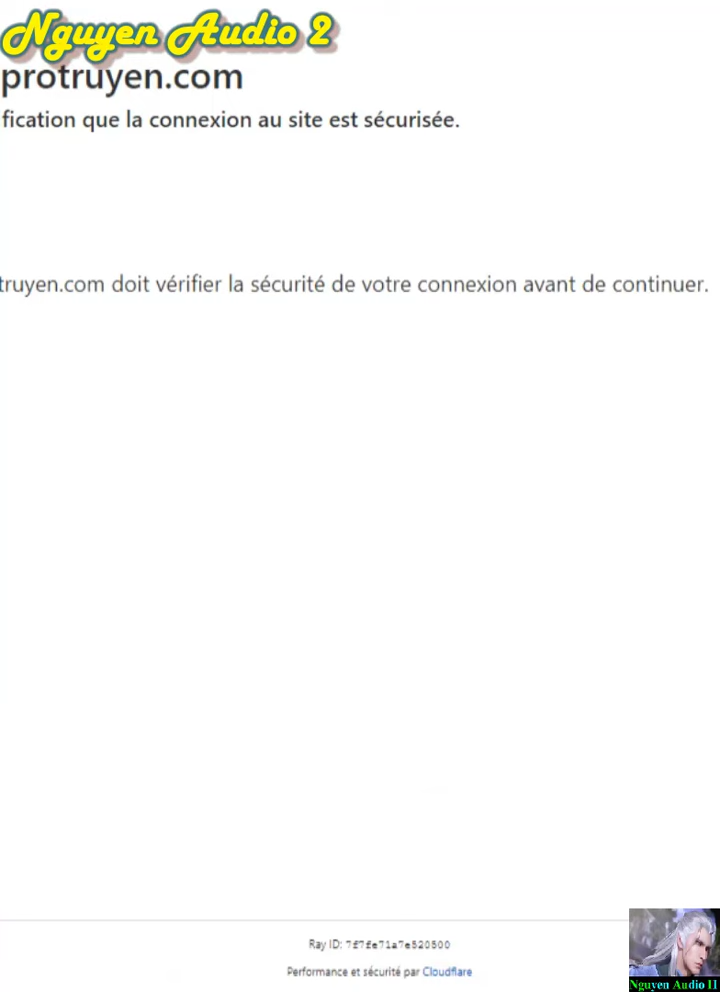 Nguyen Audio 2
protruyen.com
fication que la connexion au site est sécurisée.
truyen.com doit vérifier la sécurité de votre connexion avant de continuer.
Ray ID: 7f7fe71a7e520500
Performance et sécurité par Cloudflare
Nguyen Audio II